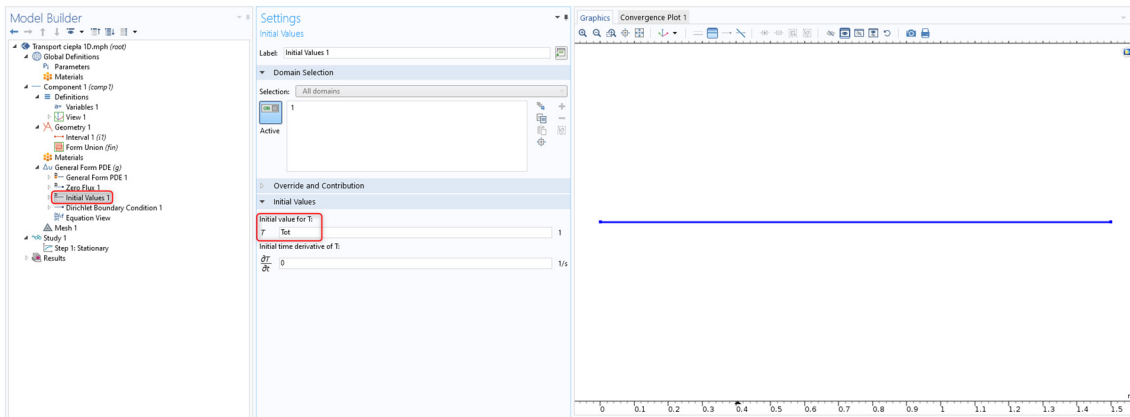 Model Builder
Transport ciepła 1D.mph (root)
Global Definitions
Pi Parameters
Materials
Component 1 (comp1)
Definitions
a= Variables 1
View 1
Geometry 1
Interval 1 (i1)
Form Union (fin)
Materials
Δu General Form PDE (g)
General Form PDE 1
Zero Flux 1
Initial Values 1
Dirichlet Boundary Condition 1
Equation View
Mesh 1
Study 1
Step 1: Stationary
Results
Settings
Initial Values
Label: Initial Values 1
Domain Selection
Selection: All domains
1
Active
Override and Contribution
Initial Values
Initial value for T:
T Tot 1
Initial time derivative of T:
∂T/∂t 0 1/s
Graphics Convergence Plot 1
0 0.1 0.2 0.3 0.4 0.5 0.6 0.7 0.8 0.9 1 1.1 1.2 1.3 1.4 1.5